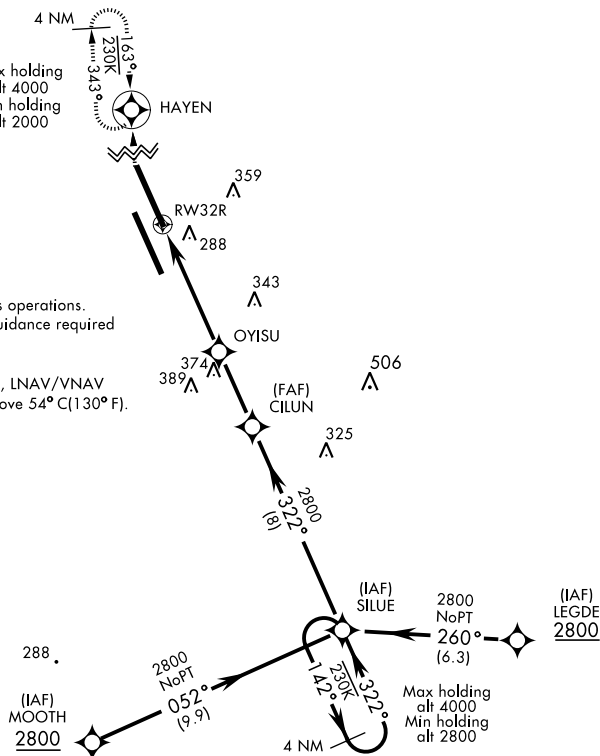 4 NM
163°
230K
343°
x holding
lt 4000
n holding
lt 2000
HAYEN
359
RW32R
288
343
s operations.
uidance required
OYISU
374
389
, LNAV/VNAV
ove 54° C(130° F).
506
(FAF)
CILUN
325
2800
322°
(8)
(IAF)
SILUE
2800
NoPT
260°
(6.3)
(IAF)
LEGDE
2800
288
2800
NoPT
052°
(9.9)
(IAF)
MOOTH
2800
142°
230K
322°
Max holding
alt 4000
Min holding
alt 2800
4 NM